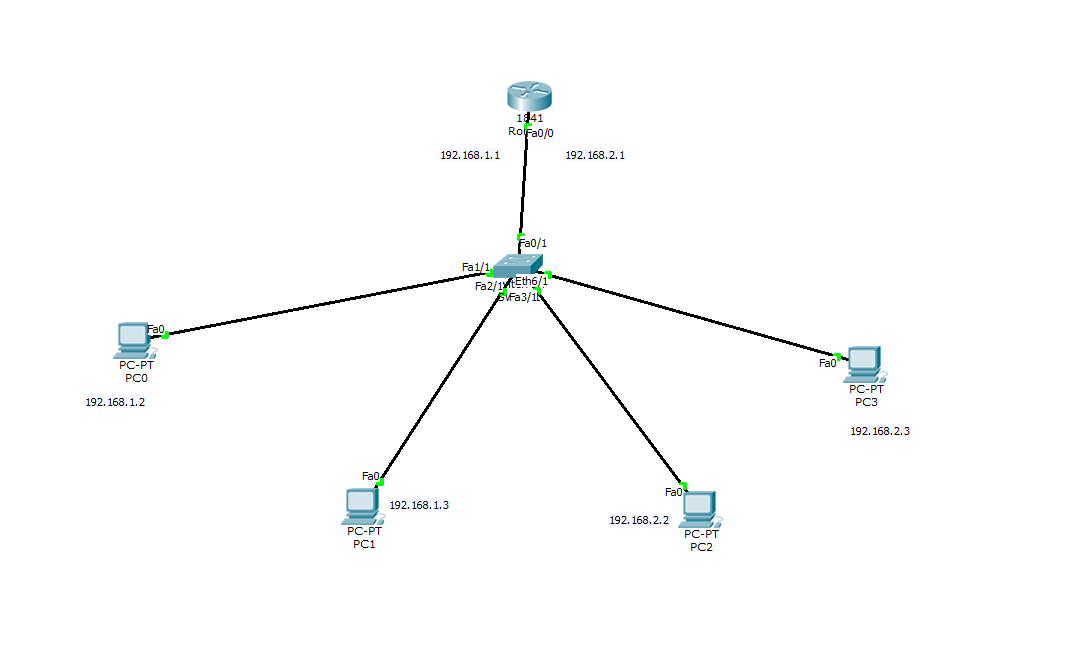 1841
Fa0/0
192.168.1.1
192.168.2.1
Fa0/1
Fa1/1
Eth6/1
Fa2/1
Fa3/1
Fa0
PC-PT
PC0
192.168.1.2
Fa0
PC-PT
PC3
192.168.2.3
Fa0
192.168.1.3
PC-PT
PC1
Fa0
192.168.2.2
PC-PT
PC2